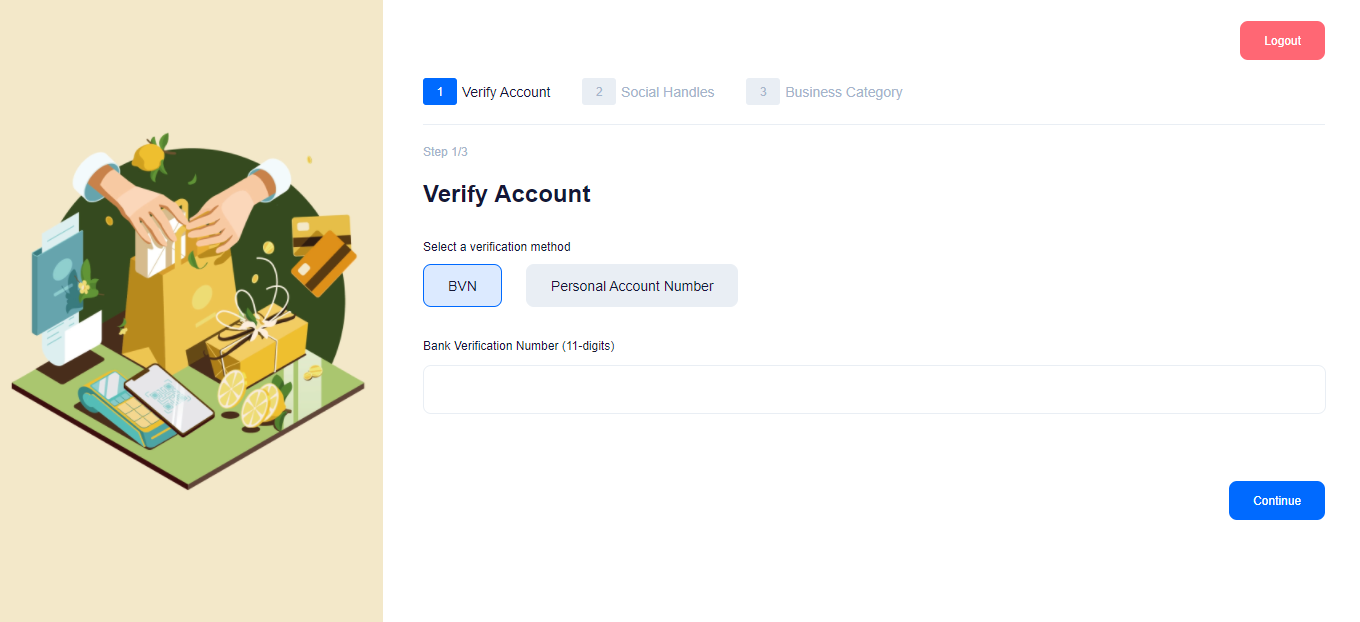 Logout
1 Verify Account 2 Social Handles 3 Business Category
Step 1/3
Verify Account
Select a verification method
BVN Personal Account Number
Bank Verification Number (11-digits)
Continue